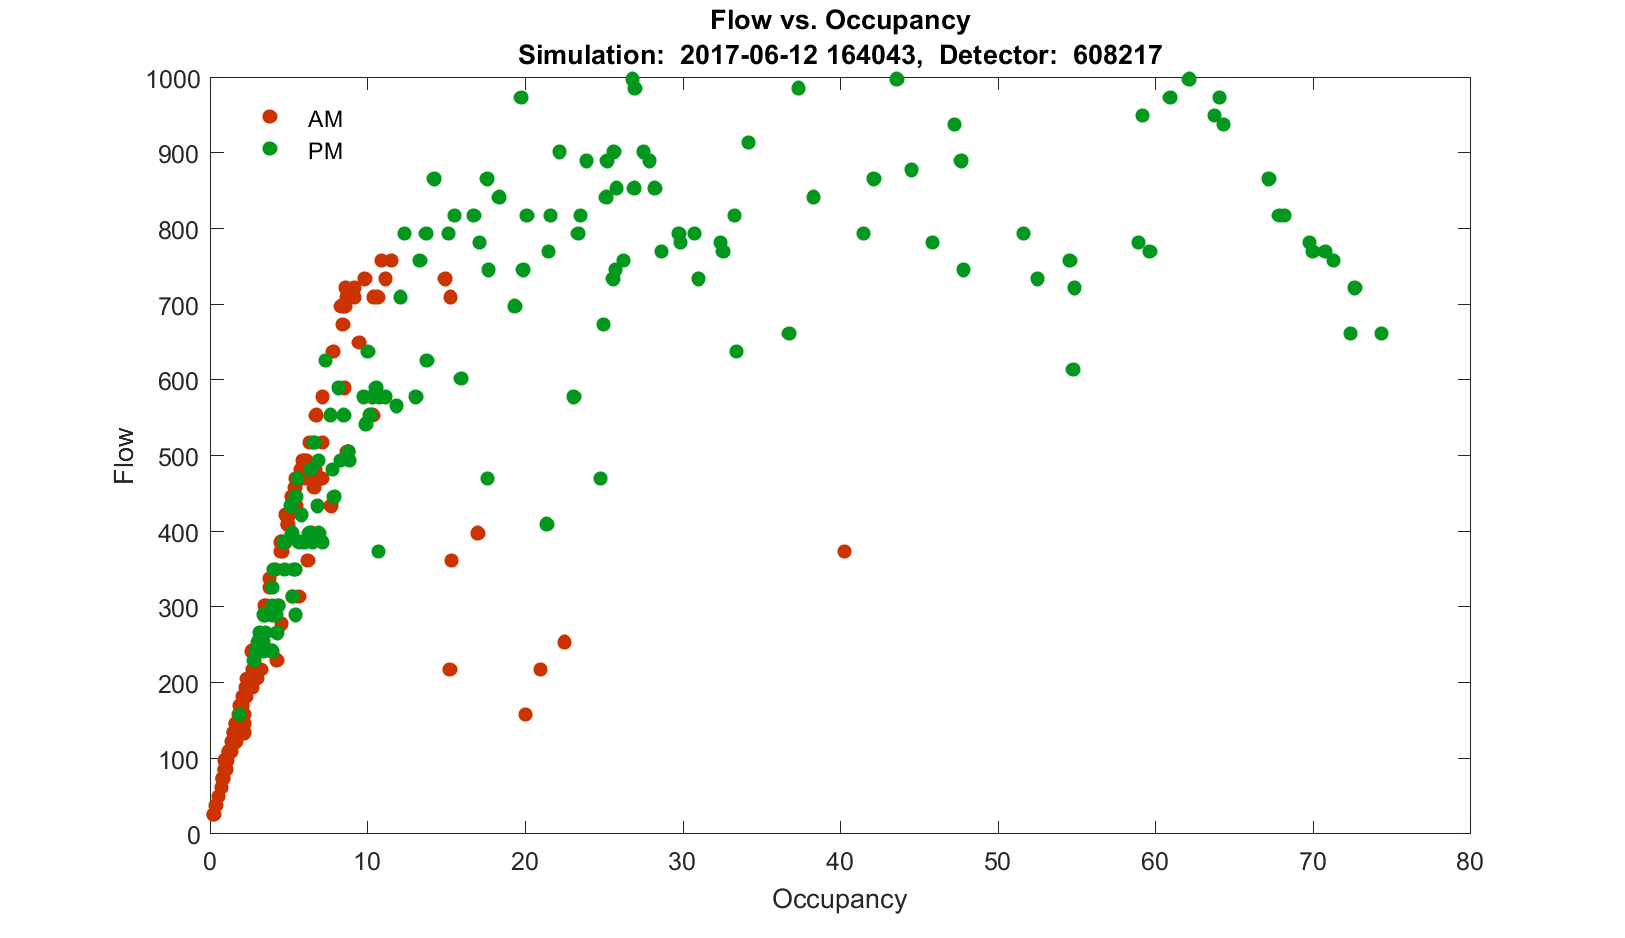 Flow vs. Occupancy
Simulation:  2017-06-12 164043,  Detector:  608217
AM
PM
1000
900
800
700
600
500
400
300
200
100
0
Flow
0 10 20 30 40 50 60 70 80
Occupancy